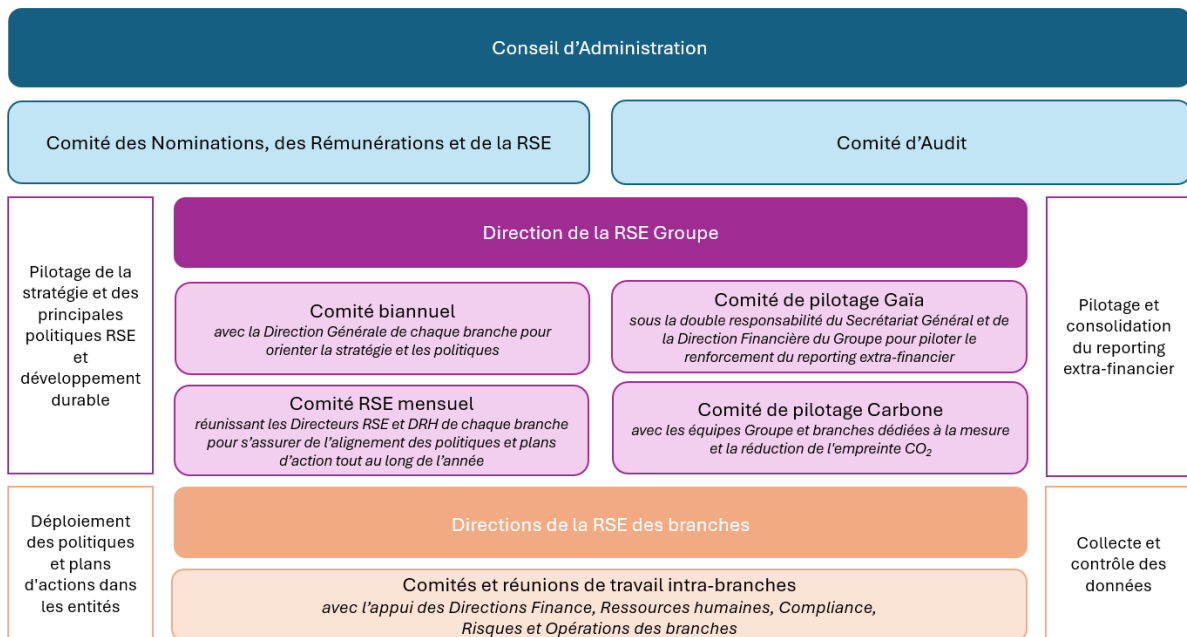 Conseil d’Administration
Comité des Nominations, des Rémunérations et de la RSE
Comité d’Audit
Pilotage de la
stratégie et des
principales
politiques RSE
et
développement
durable
Direction de la RSE Groupe
Comité biannuel
avec la Direction Générale de chaque branche pour
orienter la stratégie et les politiques
Comité de pilotage Gaïa
sous la double responsabilité du Secrétariat Général et de
la Direction Financière du Groupe pour piloter le
renforcement du reporting extra-financier
Comité RSE mensuel
réunissant les Directeurs RSE et DRH de chaque branche
pour s’assurer de l’alignement des politiques et plans
d’action tout au long de l’année
Comité de pilotage Carbone
avec les équipes Groupe et branches dédiées à la mesure
et la réduction de l'empreinte CO₂
Pilotage et
consolidation
du reporting
extra-financier
Déploiement
des politiques
et plans
d'actions dans
les entités
Directions de la RSE des branches
Comités et réunions de travail intra-branches
avec l’appui des Directions Finance, Ressources humaines, Compliance,
Risques et Opérations des branches
Collecte et
contrôle des
données